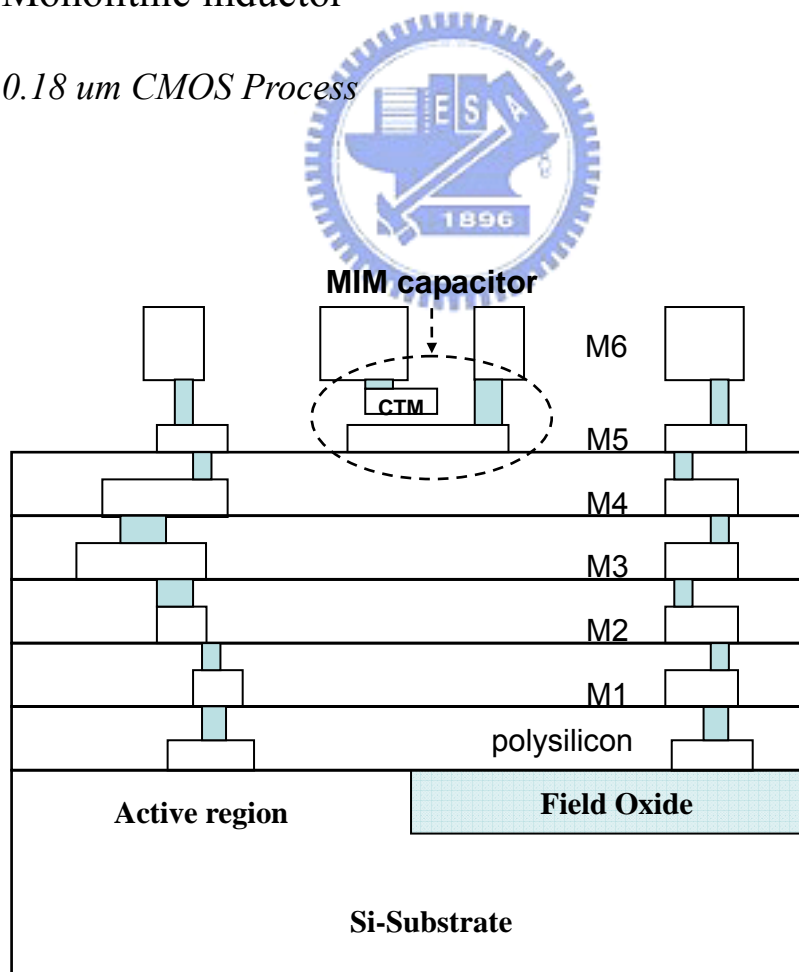 Monolithic inductor
0.18 um CMOS Process
ESA
1896
MIM capacitor
M6
CTM
M5
M4
M3
M2
M1
polysilicon
Active region
Field Oxide
Si-Substrate